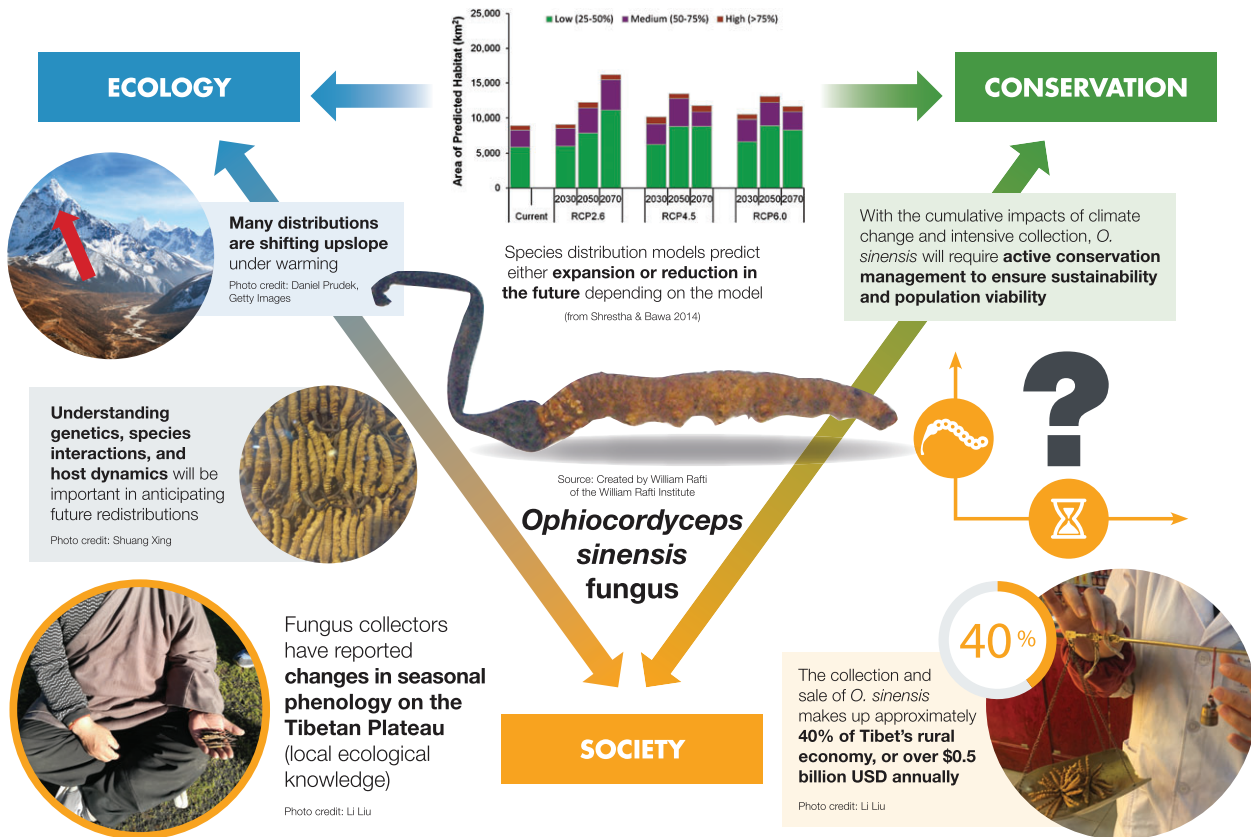 ECOLOGY
CONSERVATION
Area of Predicted Habitat (km²)
25,000
20,000
15,000
10,000
5,000
0
Low (25-50%)
Medium (50-75%)
High (>75%)
2030 2050 2070
2030 2050 2070
2030 2050 2070
Current
RCP2.6
RCP4.5
RCP6.0
Species distribution models predict
either expansion or reduction in
the future depending on the model
(from Shrestha & Bawa 2014)
Many distributions
are shifting upslope
under warming
Photo credit: Daniel Prudek,
Getty Images
With the cumulative impacts of climate
change and intensive collection, O.
sinensis will require active conservation
management to ensure sustainability
and population viability
?
Understanding
genetics, species
interactions, and
host dynamics will be
important in anticipating
future redistributions
Photo credit: Shuang Xing
Source: Created by William Rafti
of the William Rafti Institute
Ophiocordyceps
sinensis
fungus
Fungus collectors
have reported
changes in seasonal
phenology on the
Tibetan Plateau
(local ecological
knowledge)
Photo credit: Li Liu
SOCIETY
40%
The collection and
sale of O. sinensis
makes up approximately
40% of Tibet's rural
economy, or over $0.5
billion USD annually
Photo credit: Li Liu